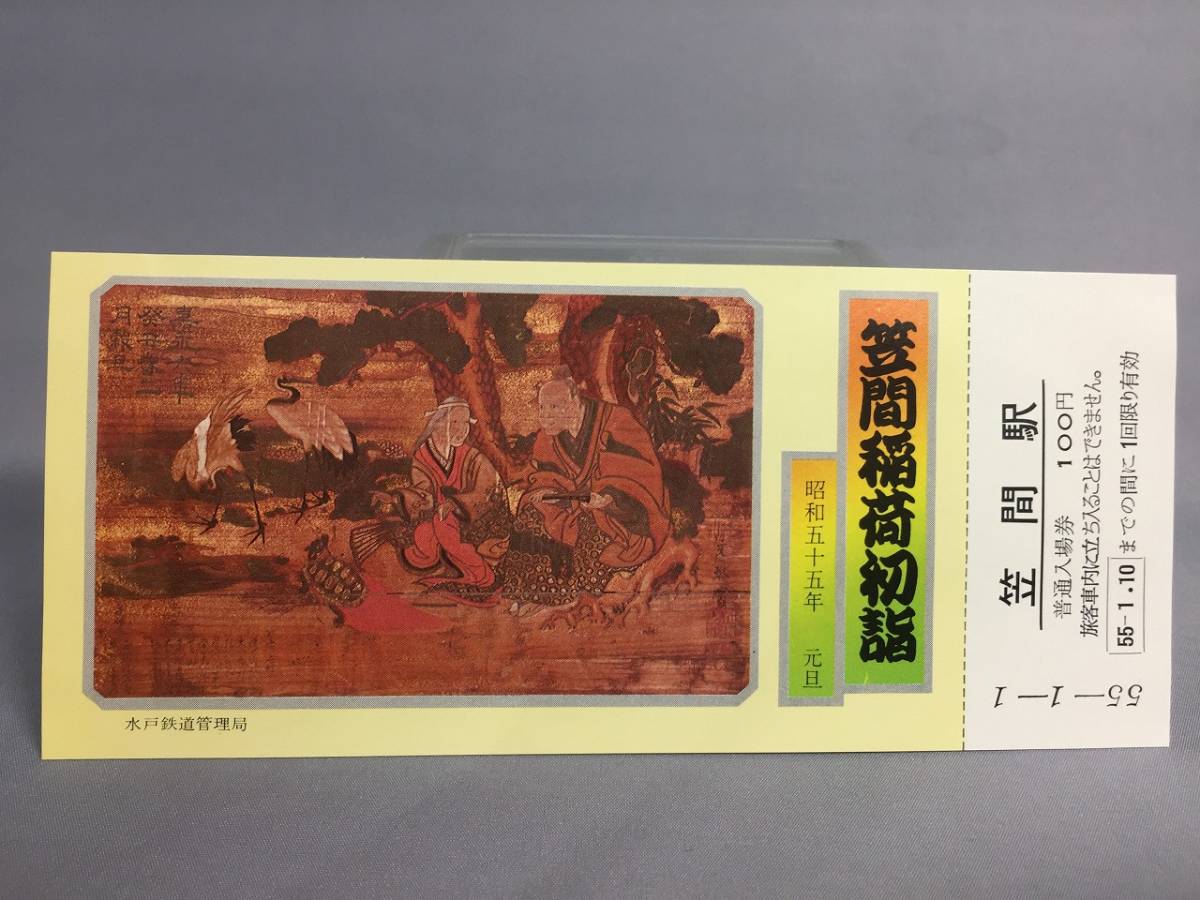 笠間稲荷初詣
昭和五十五年 元旦
水戸鉄道管理局
笠間駅
普通入場券 100円
旅客車内に立ち入ることはできません。
55-1.10 までの間に1回限り有効
55-1-1